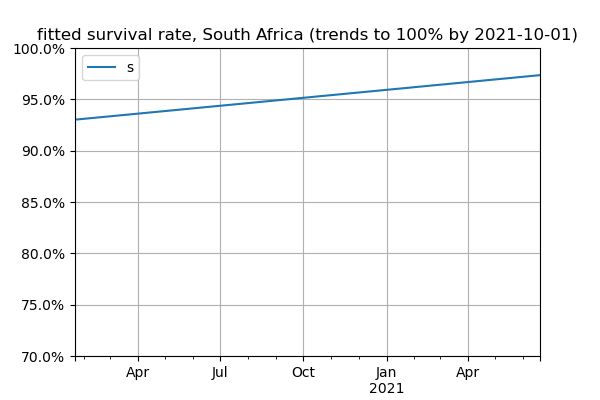 fitted survival rate, South Africa (trends to 100% by 2021-10-01)
100.0%
s
95.0%
90.0%
85.0%
80.0%
75.0%
70.0%
Apr Jul Oct Jan Apr
2021